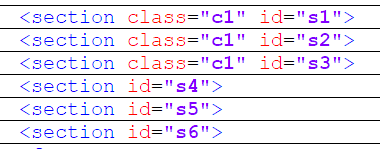 <section class="c1" id="s1">
<section class="c1" id="s2">
<section class="c1" id="s3">
<section id="s4">
<section id="s5">
<section id="s6">